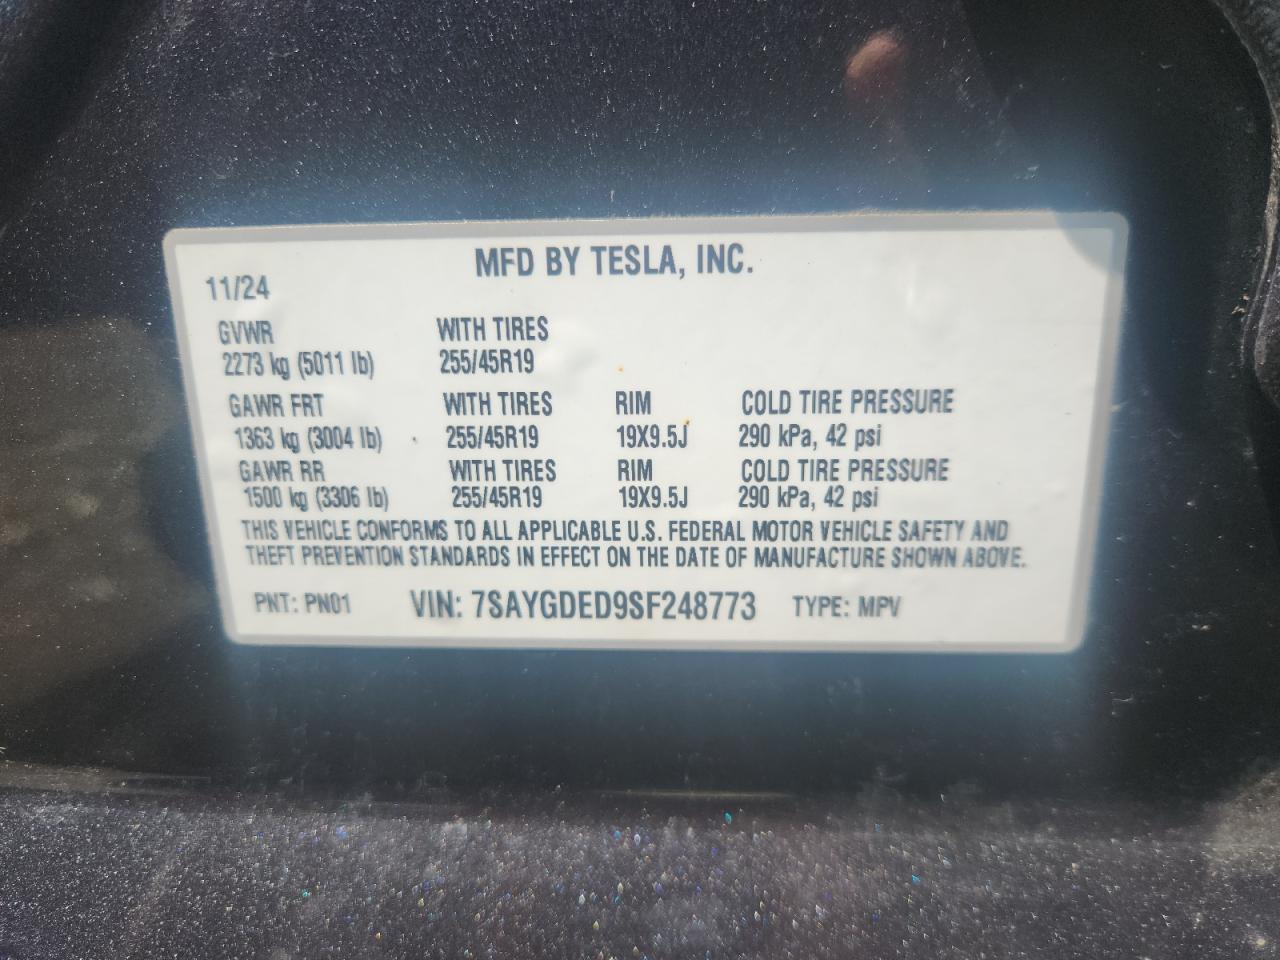 MFD BY TESLA, INC.
11/24
GVWR WITH TIRES
2273 kg (5011 lb) 255/45R19
GAWR FRT WITH TIRES RIM COLD TIRE PRESSURE
1363 kg (3004 lb) 255/45R19 19X9.5J 290 kPa, 42 psi
GAWR RR WITH TIRES RIM COLD TIRE PRESSURE
1500 kg (3306 lb) 255/45R19 19X9.5J 290 kPa, 42 psi
THIS VEHICLE CONFORMS TO ALL APPLICABLE U.S. FEDERAL MOTOR VEHICLE SAFETY AND
THEFT PREVENTION STANDARDS IN EFFECT ON THE DATE OF MANUFACTURE SHOWN ABOVE.
PNT: PN01 VIN: 7SAYGDED9SF248773 TYPE: MPV